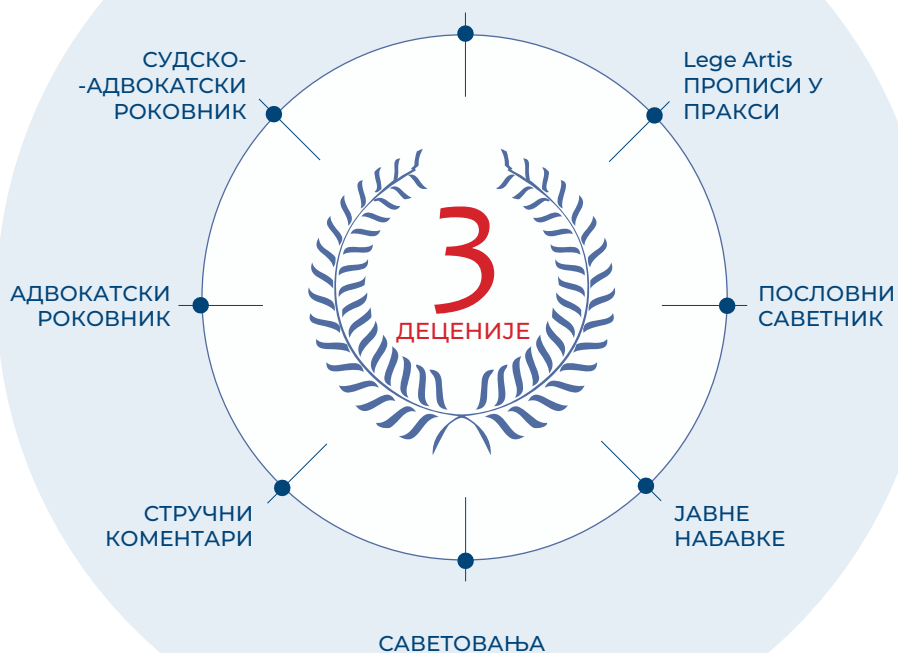 СУДСКО-
-АДВОКАТСКИ
РОКОВНИК
Lege Artis
ПРОПИСИ У
ПРАКСИ
3
ДЕЦЕНИЈЕ
АДВОКАТСКИ
РОКОВНИК
ПОСЛОВНИ
САВЕТНИК
СТРУЧНИ
КОМЕНТАРИ
ЈАВНЕ
НАБАВКЕ
САВЕТОВАЊА